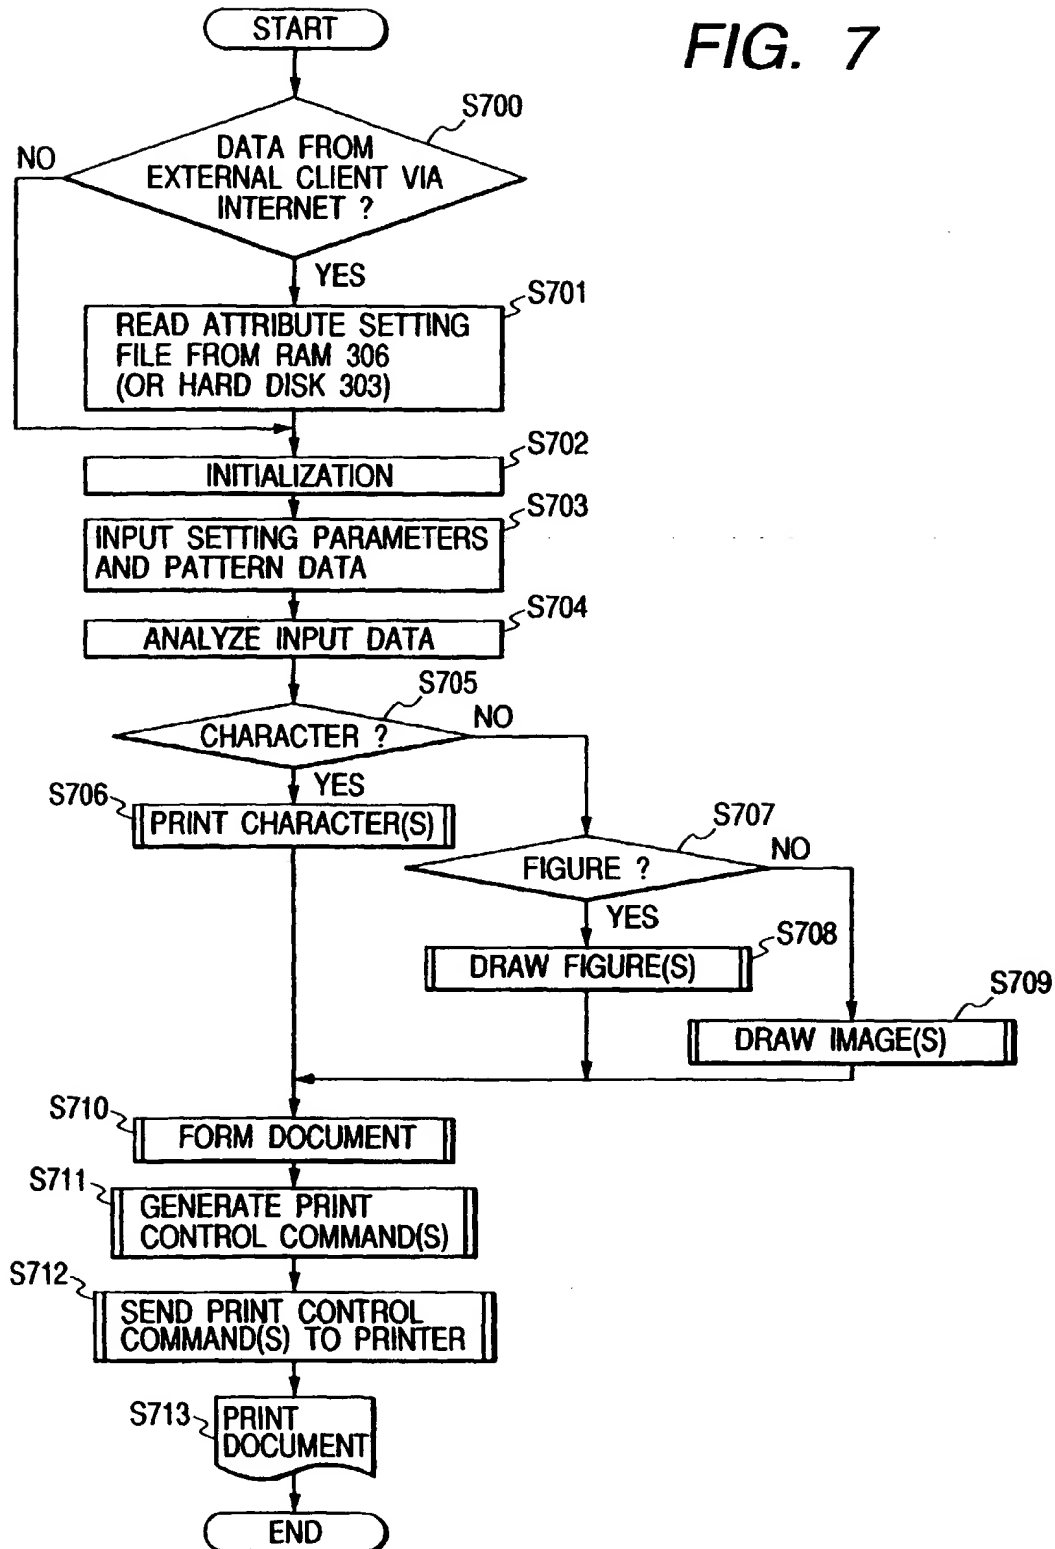 FIG. 7
START
S700
DATA FROM
EXTERNAL CLIENT VIA
INTERNET ?
NO
YES
S701
READ ATTRIBUTE SETTING
FILE FROM RAM 306
(OR HARD DISK 303)
S702
INITIALIZATION
S703
INPUT SETTING PARAMETERS
AND PATTERN DATA
S704
ANALYZE INPUT DATA
S705
CHARACTER ?
NO
YES
S706
PRINT CHARACTER(S)
S707
FIGURE ?
NO
YES
S708
DRAW FIGURE(S)
S709
DRAW IMAGE(S)
S710
FORM DOCUMENT
S711
GENERATE PRINT
CONTROL COMMAND(S)
S712
SEND PRINT CONTROL
COMMAND(S) TO PRINTER
S713
PRINT
DOCUMENT
END